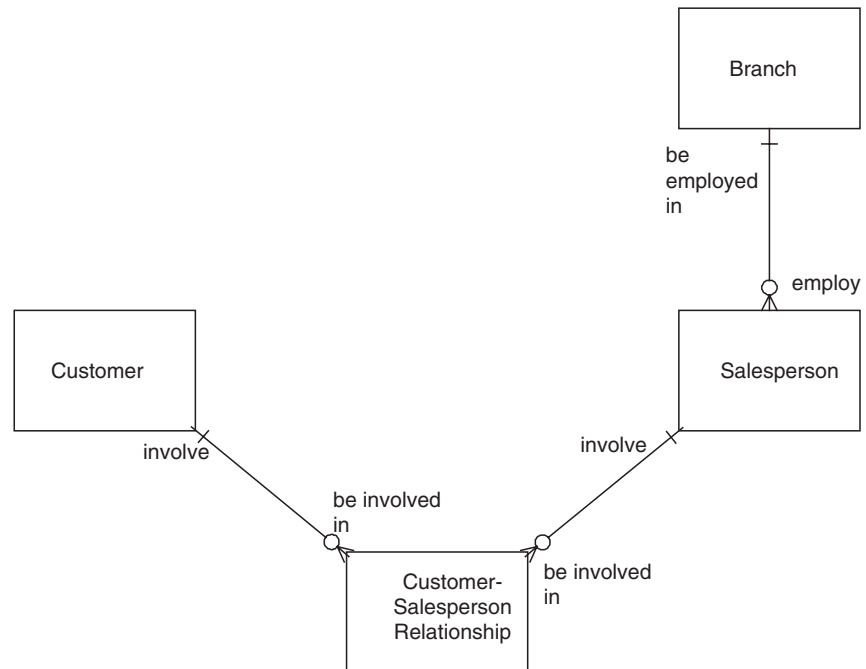 Branch
be
employed
in
employ
Customer
Salesperson
involve
involve
be involved
in
be involved
in
Customer-
Salesperson
Relationship